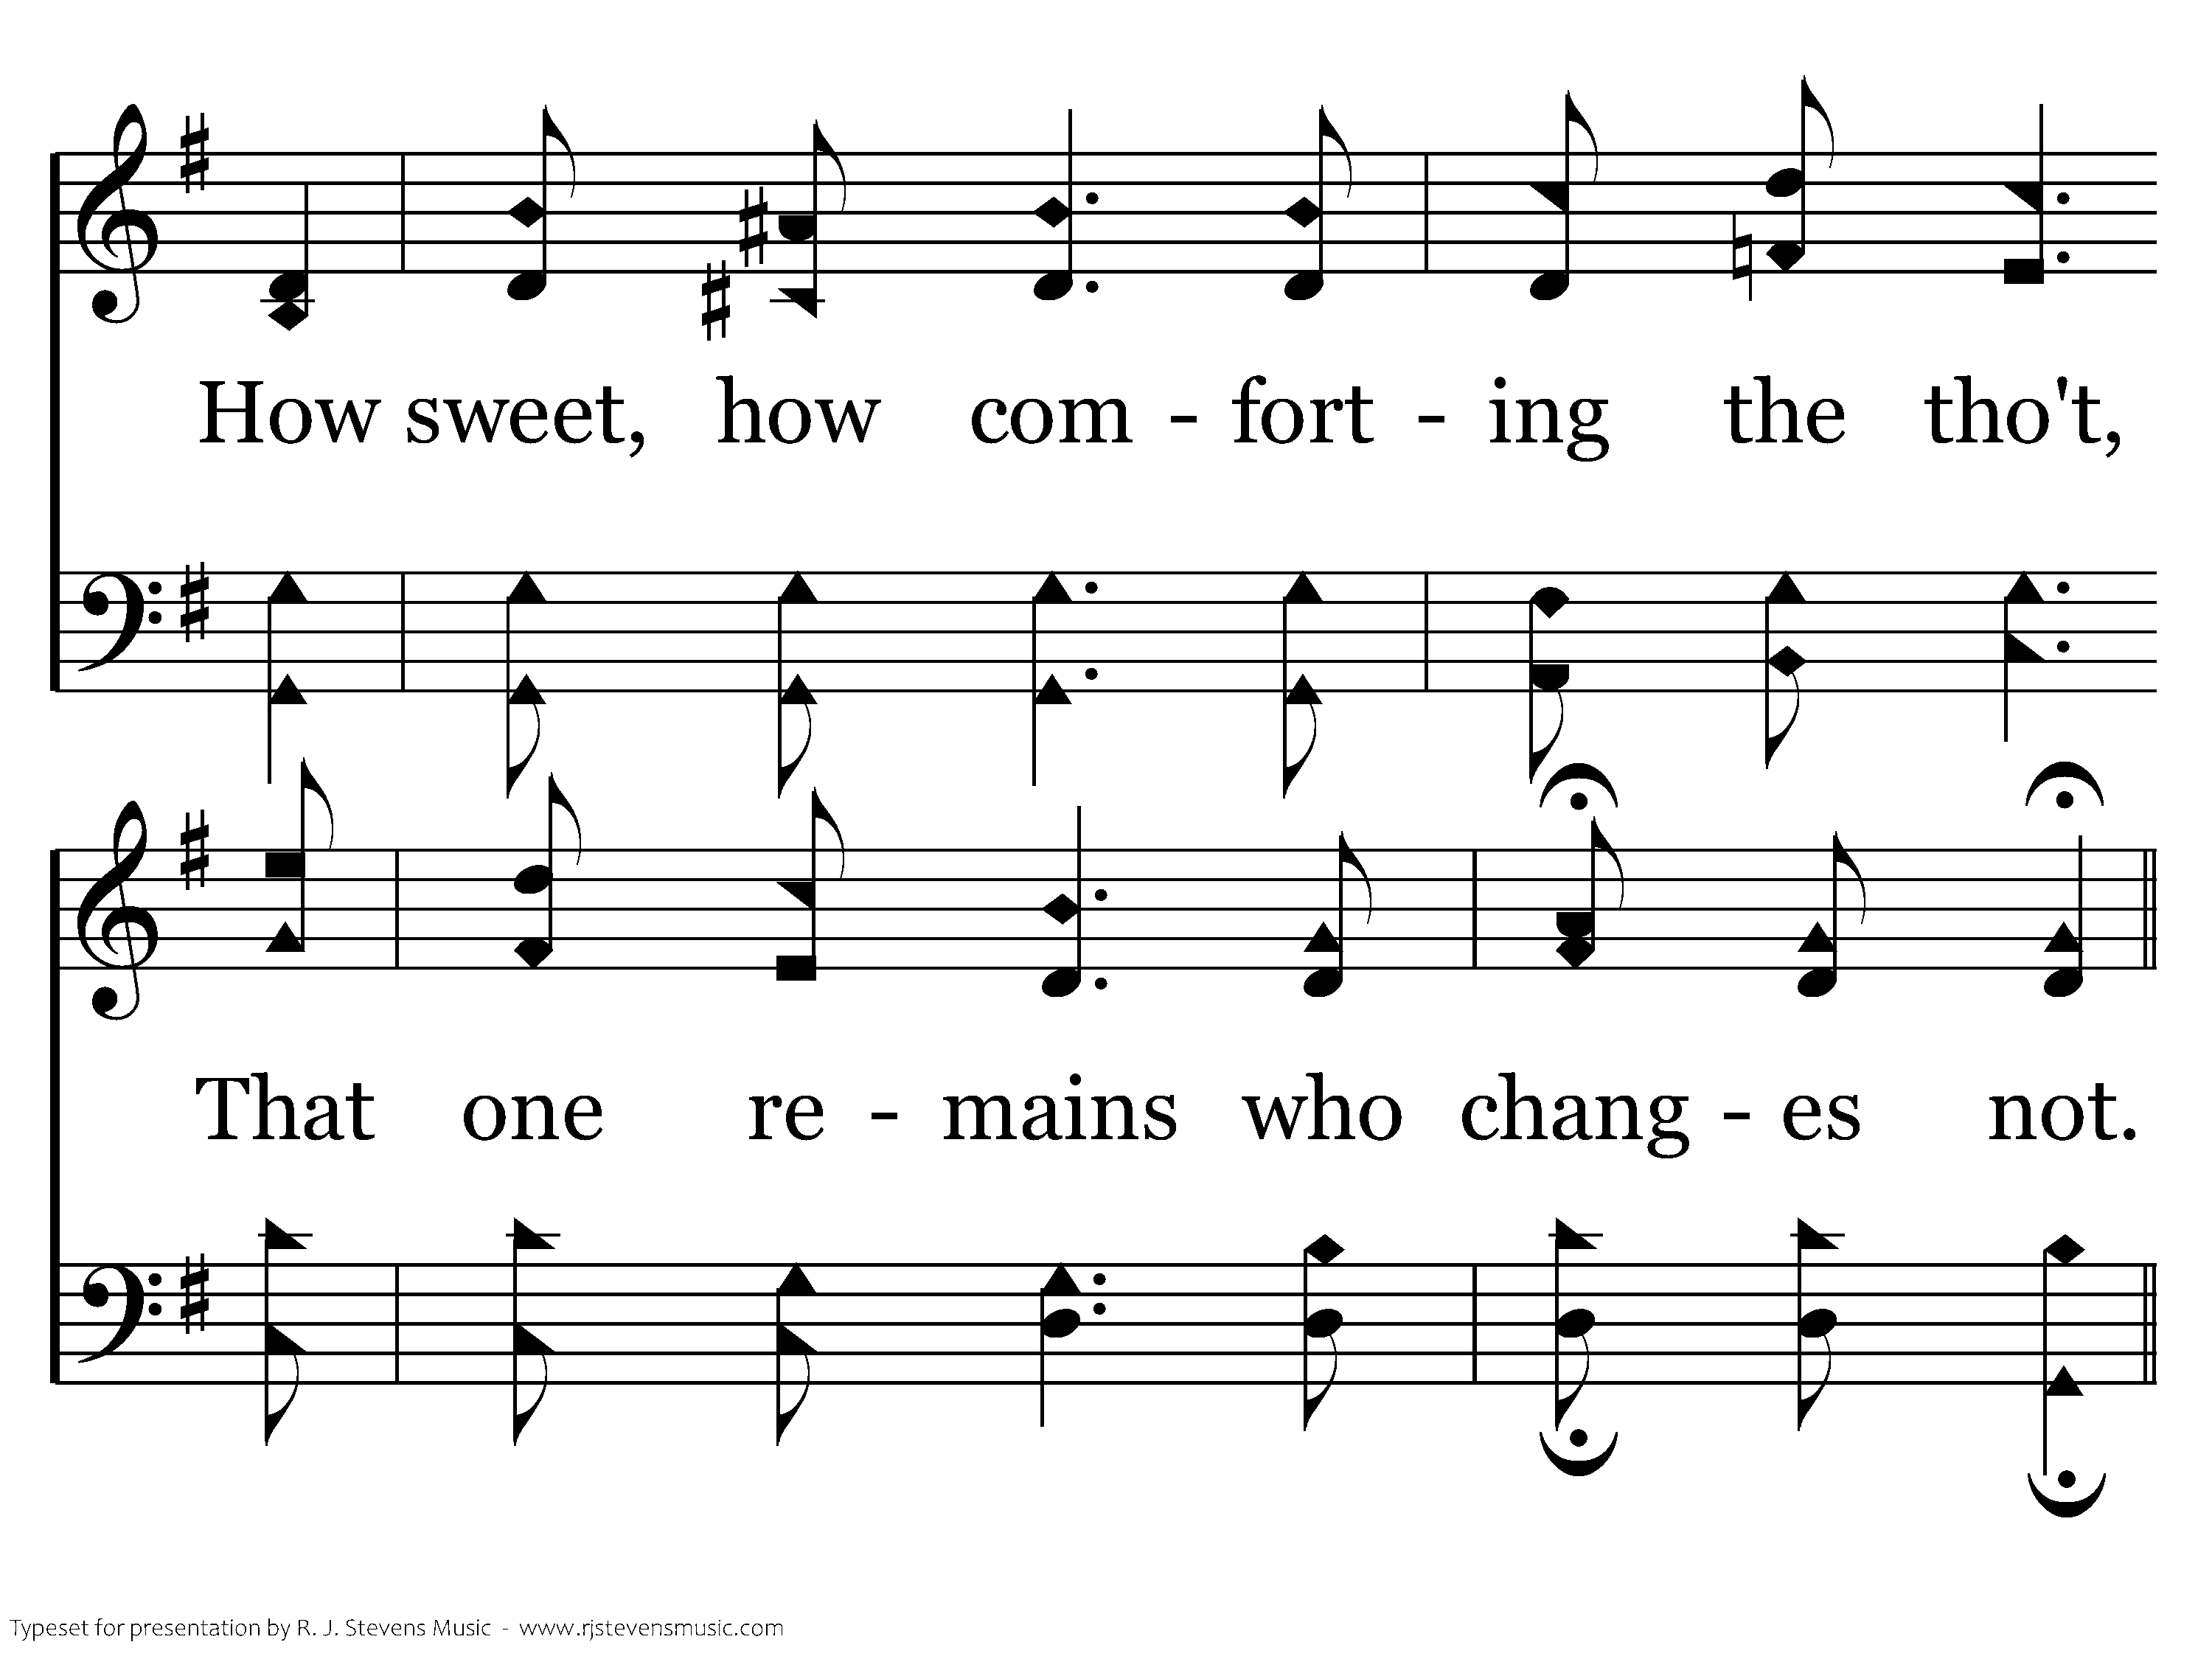 How sweet, how com - fort - ing the tho't,
That one re - mains who chang - es not.
Typeset for presentation by R. J. Stevens Music - www.rjstevensmusic.com